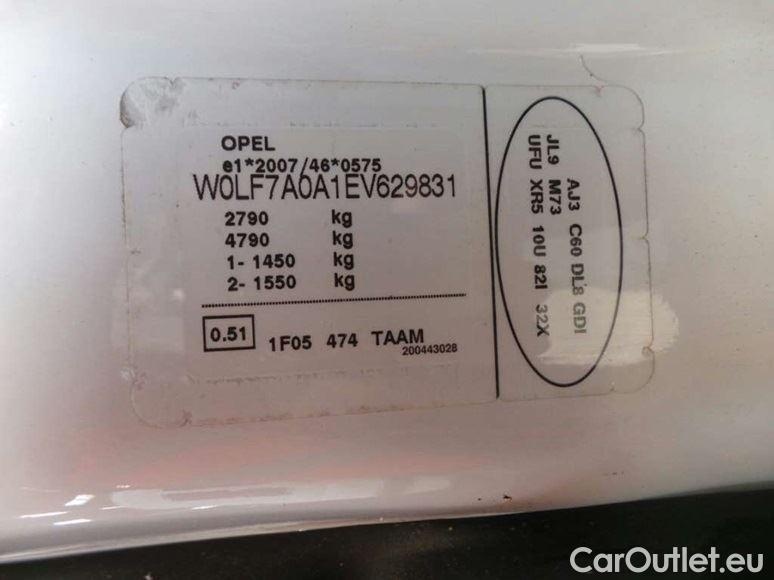 OPEL
e1*2007/46*0575
W0LF7A0A1EV629831
2790 kg
4790 kg
1- 1450 kg
2- 1550 kg
0.51 1F05 474 TAAM
200443028
AJ3 C60 DL8 GDI
JL9 M73
UFU XR5 10U 82I 32X
CarOutlet.eu